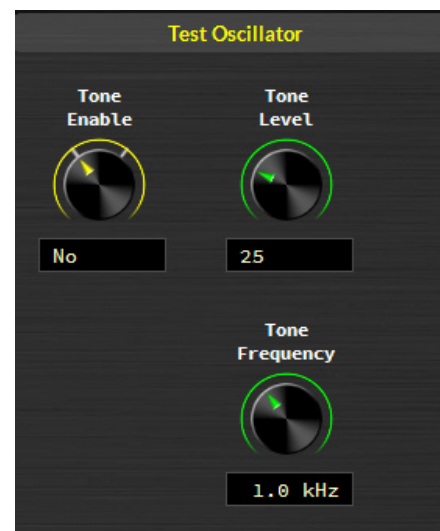 Test Oscillator
Tone
Enable
Tone
Level
No
25
Tone
Frequency
1.0 kHz